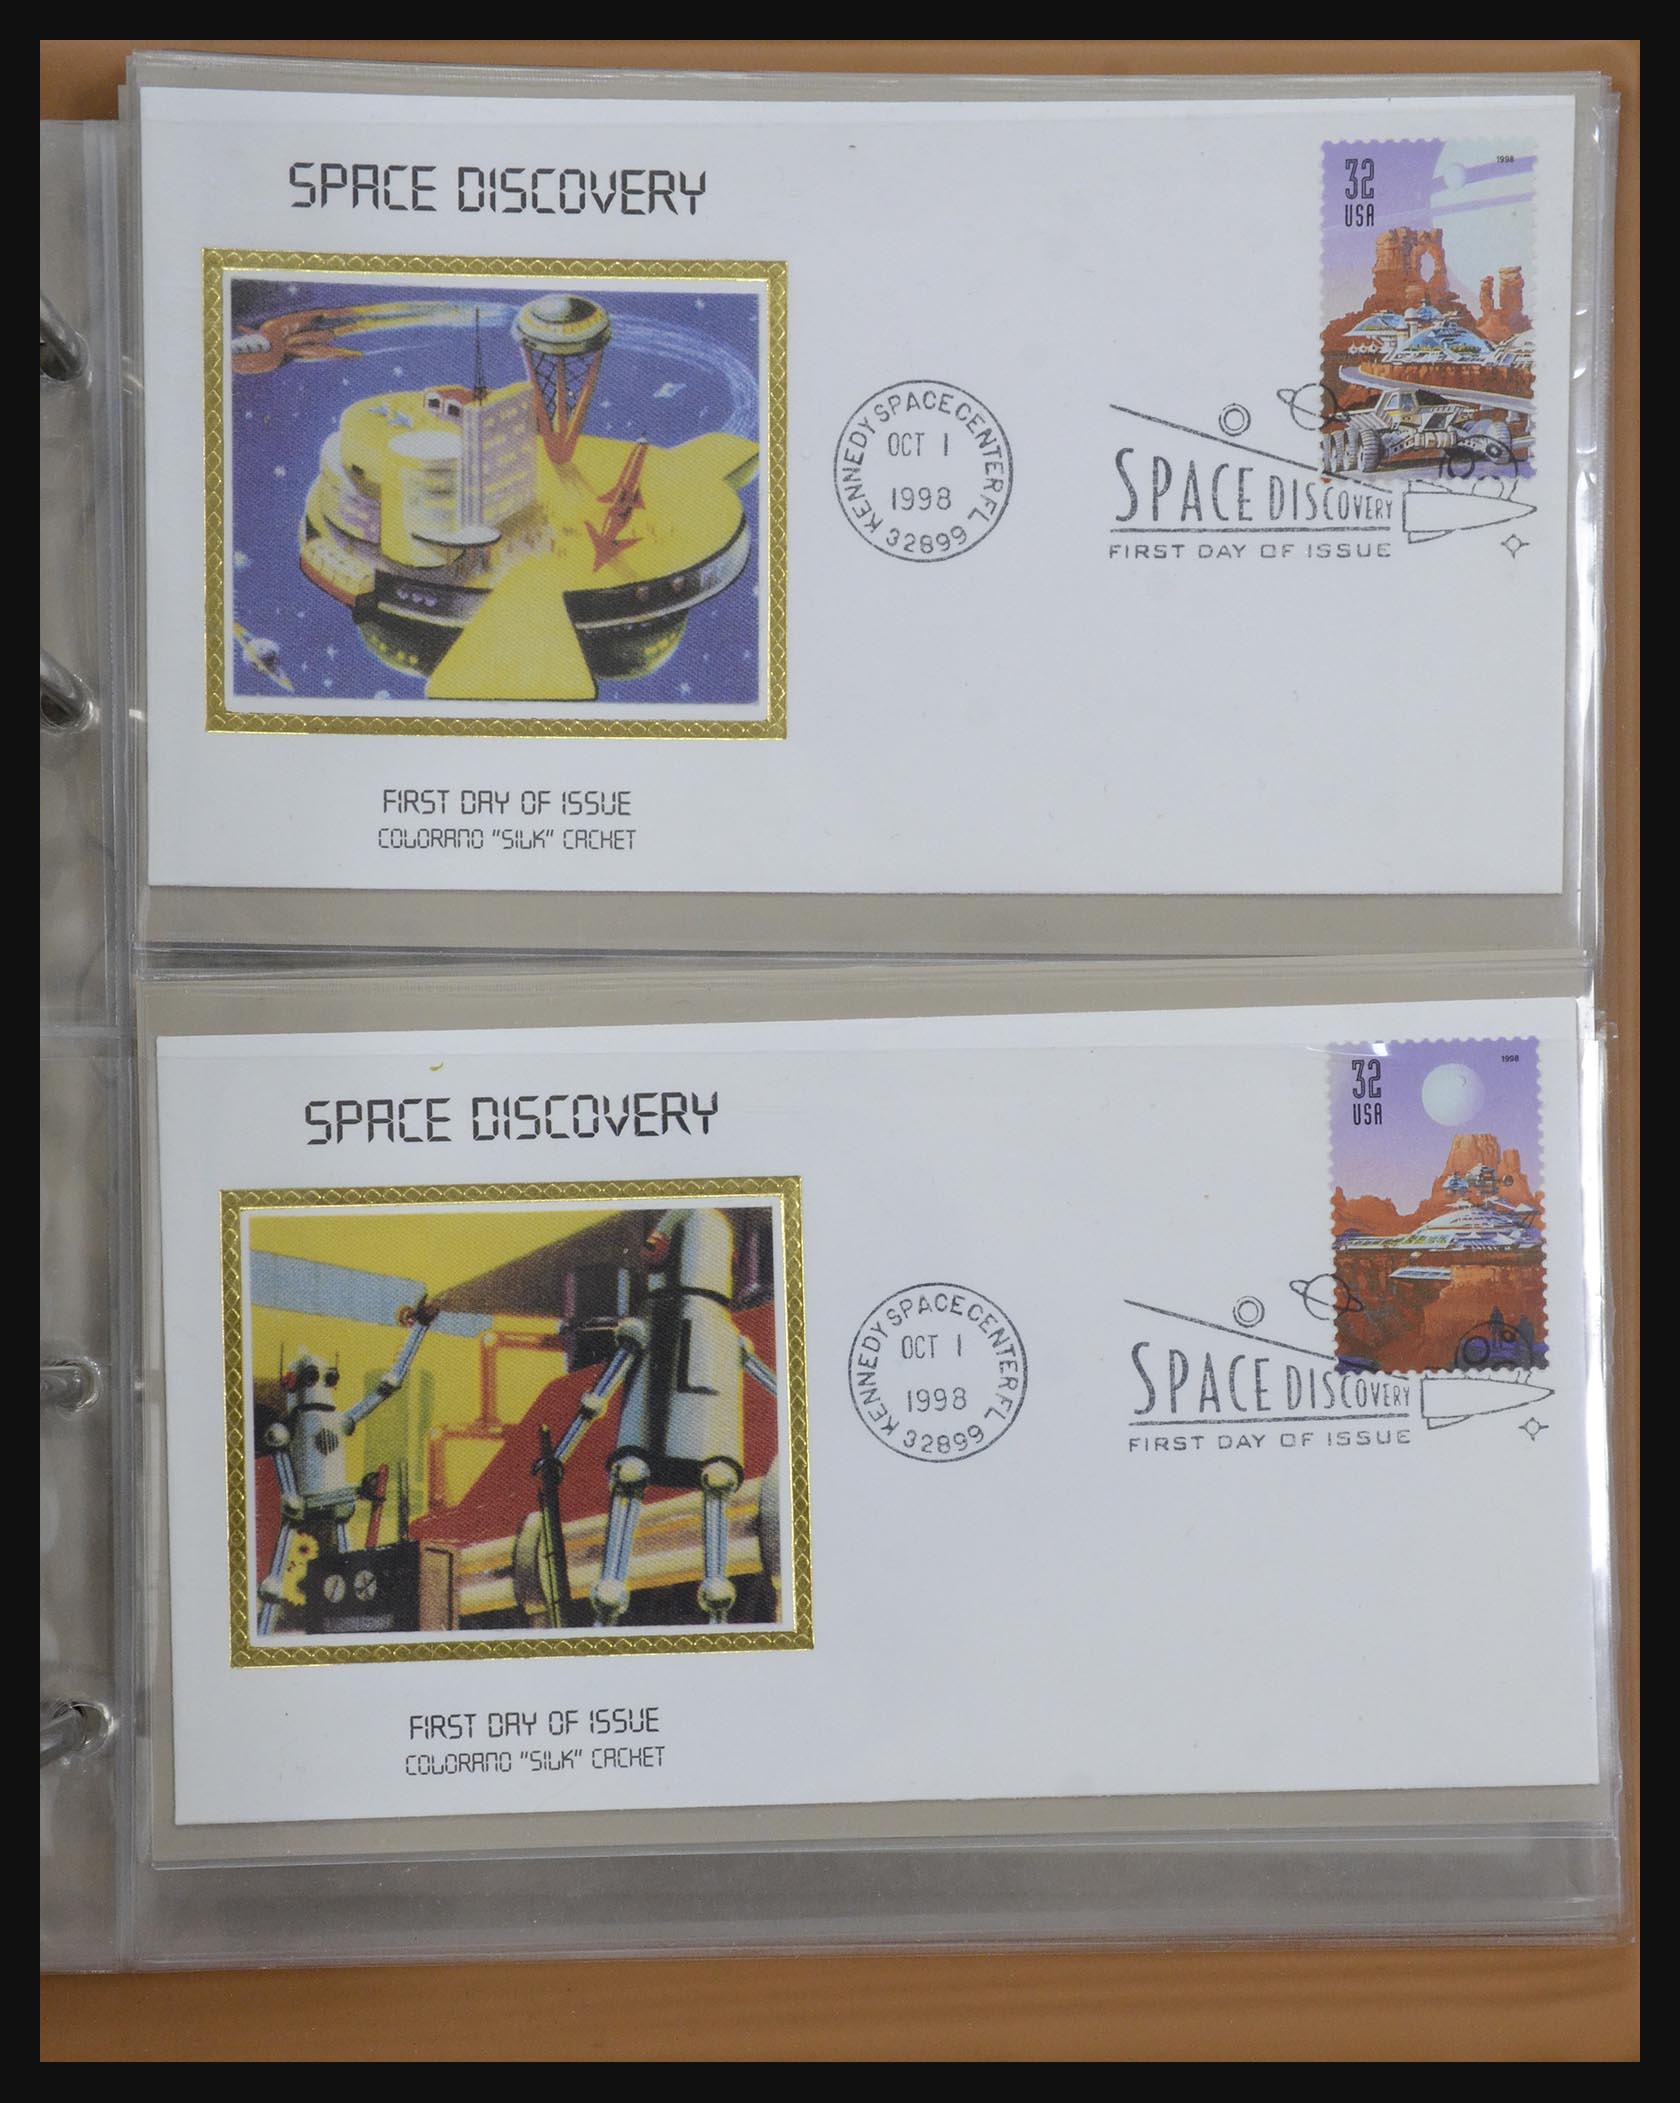 SPACE DISCOVERY
32
USA
1998
KENNEDY SPACE CENTER FL
OCT 1
1998
32899
SPACE DISCOVERY
FIRST DAY OF ISSUE
FIRST DAY OF ISSUE
COLORANO "SILK" CACHET
SPACE DISCOVERY
32
USA
1998
KENNEDY SPACE CENTER FL
OCT 1
1998
32899
SPACE DISCOVERY
FIRST DAY OF ISSUE
FIRST DAY OF ISSUE
COLORANO "SILK" CACHET